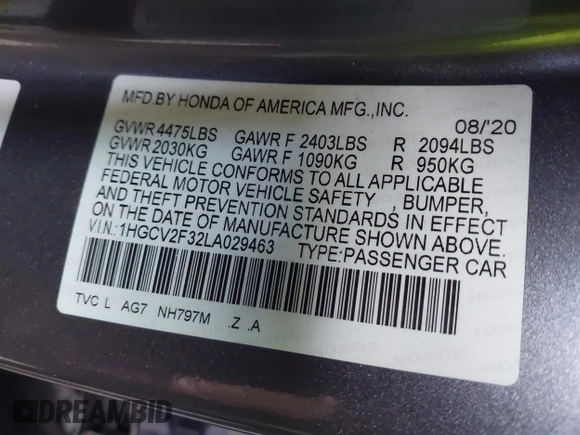 MFD.BY HONDA OF AMERICA MFG.,INC.
08/'20
GVWR 4475LBS GAWR F 2403LBS R 2094LBS
GVWR 2030KG GAWR F 1090KG R 950KG
THIS VEHICLE CONFORMS TO ALL APPLICABLE
FEDERAL MOTOR VEHICLE SAFETY , BUMPER,
AND THEFT PREVENTION STANDARDS IN EFFECT
ON THE DATE OF MANUFACTURE SHOWN ABOVE.
V.I.N.: 1HGCV2F32LA029463 TYPE:PASSENGER CAR
TVC L AG7 NH797M .Z .A
DREAMBID